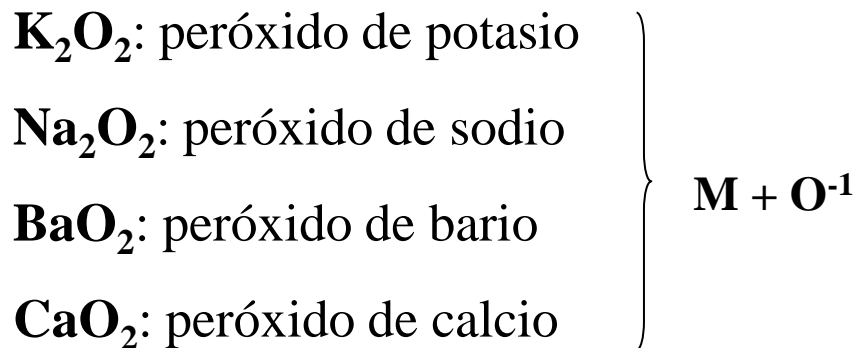 K₂O₂: peróxido de potasio
Na₂O₂: peróxido de sodio
M + O⁻¹
BaO₂: peróxido de bario
CaO₂: peróxido de calcio